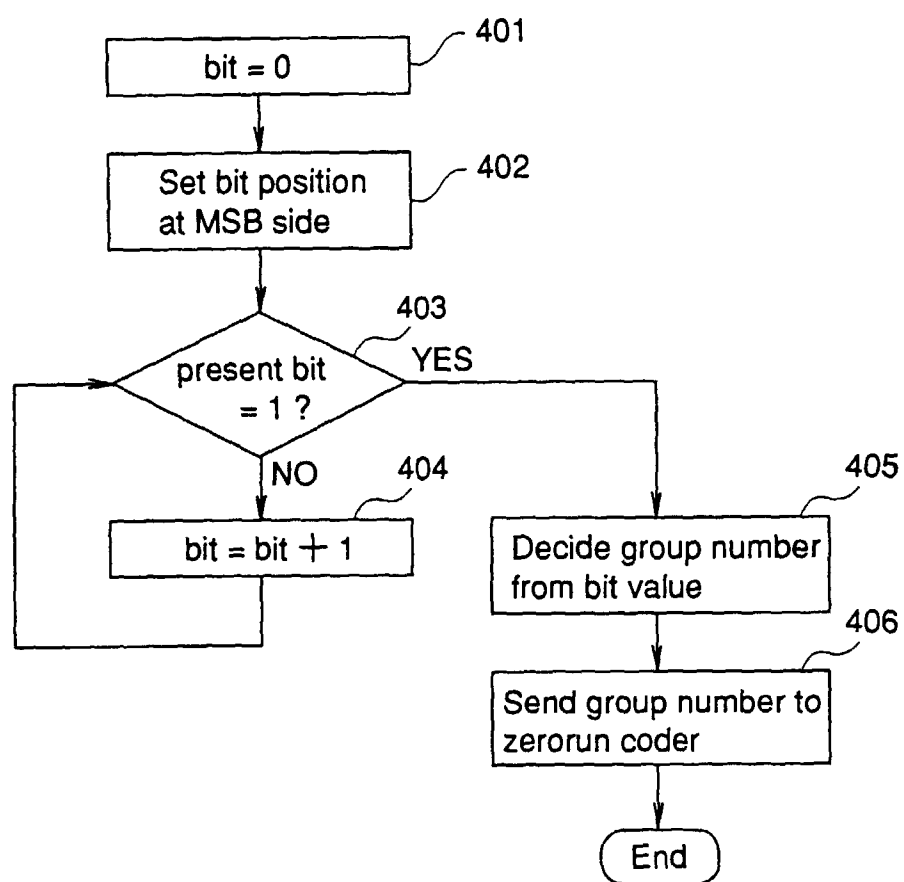 401
bit = 0
402
Set bit position
at MSB side
403
present bit
= 1 ?
YES
NO
404
bit = bit + 1
405
Decide group number
from bit value
406
Send group number to
zerorun coder
End